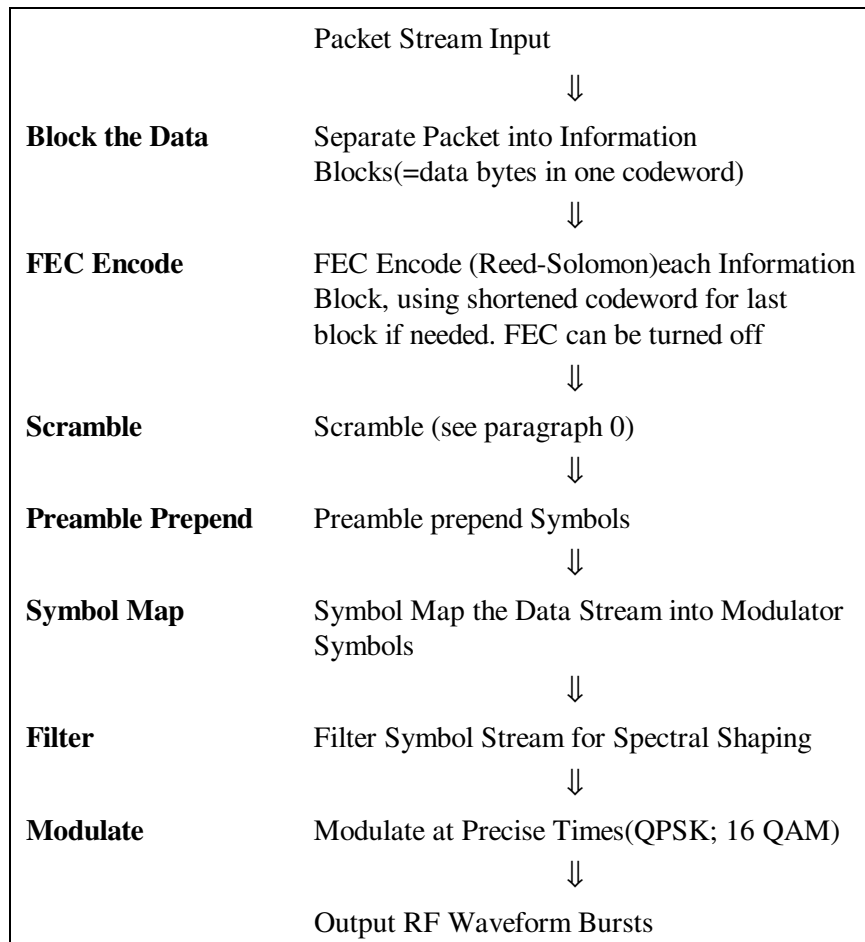 Packet Stream Input
⇓
Block the Data Separate Packet into Information
Blocks(=data bytes in one codeword)
⇓
FEC Encode FEC Encode (Reed-Solomon)each Information
Block, using shortened codeword for last
block if needed. FEC can be turned off
⇓
Scramble Scramble (see paragraph 0)
⇓
Preamble Prepend Preamble prepend Symbols
⇓
Symbol Map Symbol Map the Data Stream into Modulator
Symbols
⇓
Filter Filter Symbol Stream for Spectral Shaping
⇓
Modulate Modulate at Precise Times(QPSK; 16 QAM)
⇓
Output RF Waveform Bursts